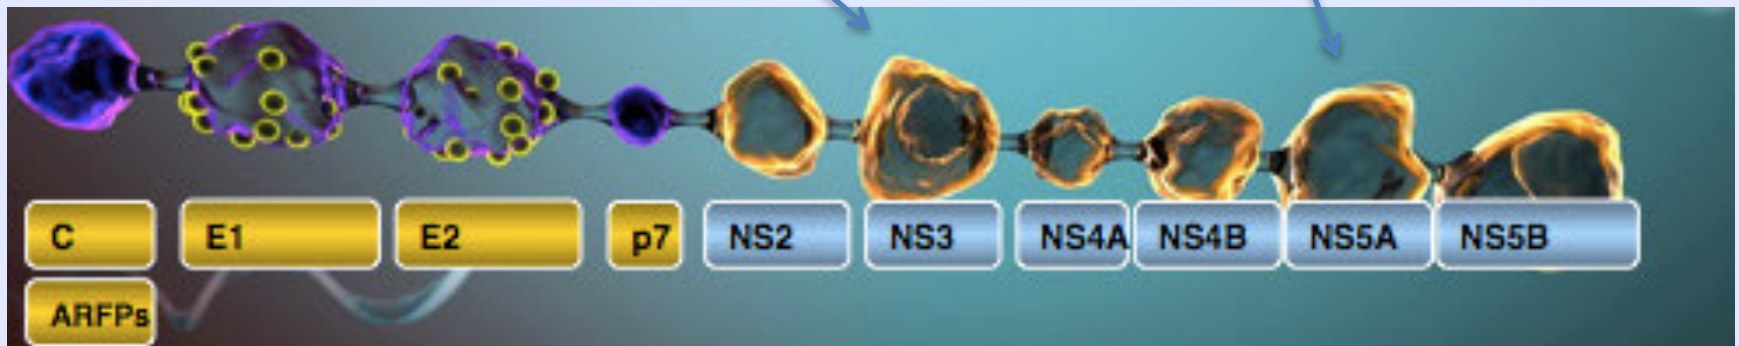 C E1 E2 p7 NS2 NS3 NS4A NS4B NS5A NS5B
ARFPs